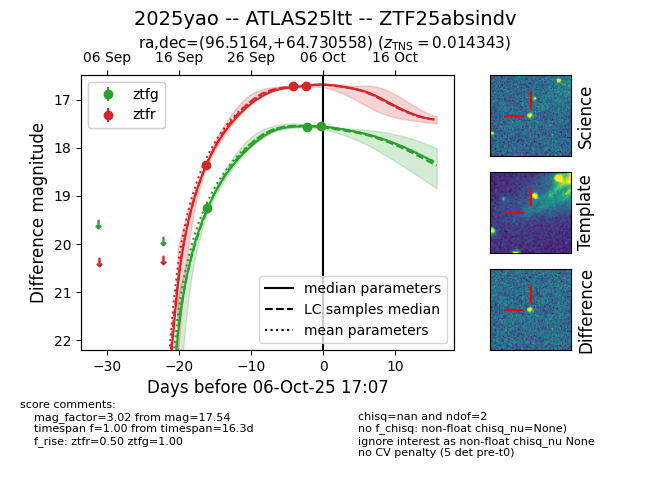 2025yao -- ATLAS25ltt -- ZTF25absindv
ra,dec=(96.5164,+64.730558) (z_TNS = 0.014343)
06 Sep 16 Sep 26 Sep 06 Oct 16 Oct
ztfg
ztfr
17
18
19
20
21
22
Difference magnitude
median parameters
LC samples median
mean parameters
−30 −20 −10 0 10
Days before 06-Oct-25 17:07
Science
Template
Difference
score comments:
mag_factor=3.02 from mag=17.54
timespan f=1.00 from timespan=16.3d
f_rise: ztfr=0.50 ztfg=1.00
chisq=nan and ndof=2
no f_chisq: non-float chisq_nu=None)
ignore interest as non-float chisq_nu None
no CV penalty (5 det pre-t0)